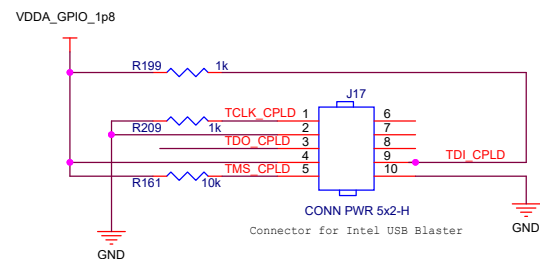 VDDA_GPIO_1p8
R199 1k
J17
TCLK_CPLD 1 6
R209 1k 2 7
TDO_CPLD 3 8
4 9 TDI_CPLD
TMS_CPLD 5 10
R161 10k
CONN PWR 5x2-H
Connector for Intel USB Blaster
GND
GND